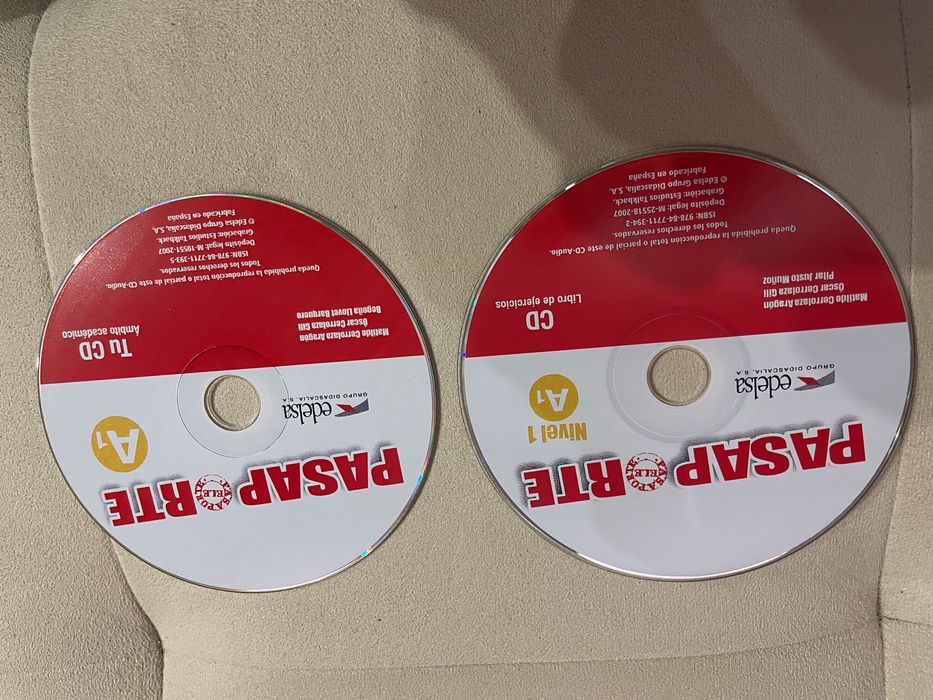 PASAPORTE
PASAPORTE
ELE
A1
edelsa
GRUPO DIDASCALIA, S.A
Tu CD
Ámbito académico
Matilde Cerrolaza Aragón
Óscar Cerrolaza Gili
Begoña Llovet Barquero
Queda prohibida la reproducción total o parcial de este CD-Audio.
Todos los derechos reservados.
ISBN: 978-84-7711-393-5
Depósito legal: M-10551-2007
Grabación: Estudios Talkback.
© Edelsa Grupo Didascalia, S.A.
Fabricado en España
PASAPORTE
PASAPORTE
ELE
Nivel 1
A1
edelsa
GRUPO DIDASCALIA, S.A
CD
Libro de ejercicios
Matilde Cerrolaza Aragón
Óscar Cerrolaza Gili
Pilar Justo Muñoz
Queda prohibida la reproducción total o parcial de este CD-Audio.
Todos los derechos reservados.
ISBN: 978-84-7711-394-2
Depósito legal: M-25518-2007
Grabación: Estudios Talkback.
© Edelsa Grupo Didascalia, S.A.
Fabricado en España